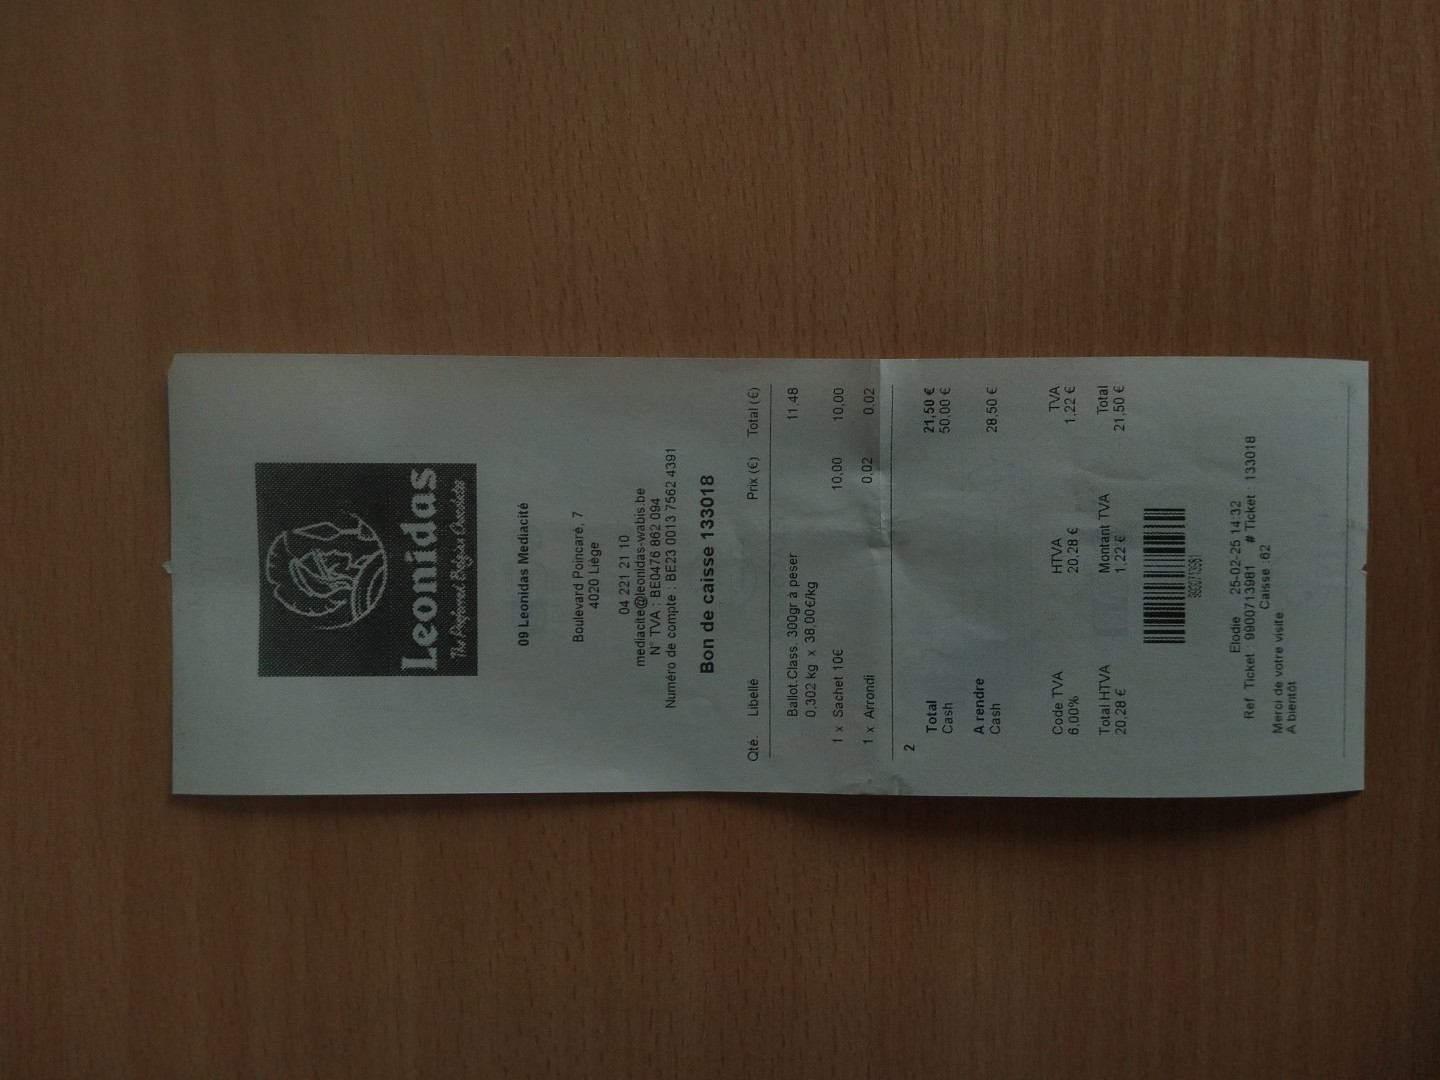 Leonidas
The Preferred Belgian Chocolates
09 Leonidas Mediacité
Boulevard Poincaré, 7
4020 Liège
04 221 21 10
mediacite@leonidas-wabis.be
N° TVA : BE0476 862 094
Numéro de compte : BE23 0013 7562 4391
Bon de caisse 133018
Qté. Libellé Prix (€) Total (€)
Ballot.Class. 300gr à peser 11,48
0,302 kg x 38,00€/kg
1 x Sachet 10€ 10,00 10,00
1 x Arrondi 0,02 0,02
2
Total 21,50 €
Cash 50,00 €
A rendre
Cash 28,50 €
Code TVA HTVA TVA
6,00% 20,28 € 1,22 €
Total HTVA Montant TVA Total
20,28 € 1,22 € 21,50 €
9900713981
Elodie 25-02-25 14:32
Ref Ticket : 9900713981 # Ticket : 133018
Caisse :62
Merci de votre visite
A bientôt